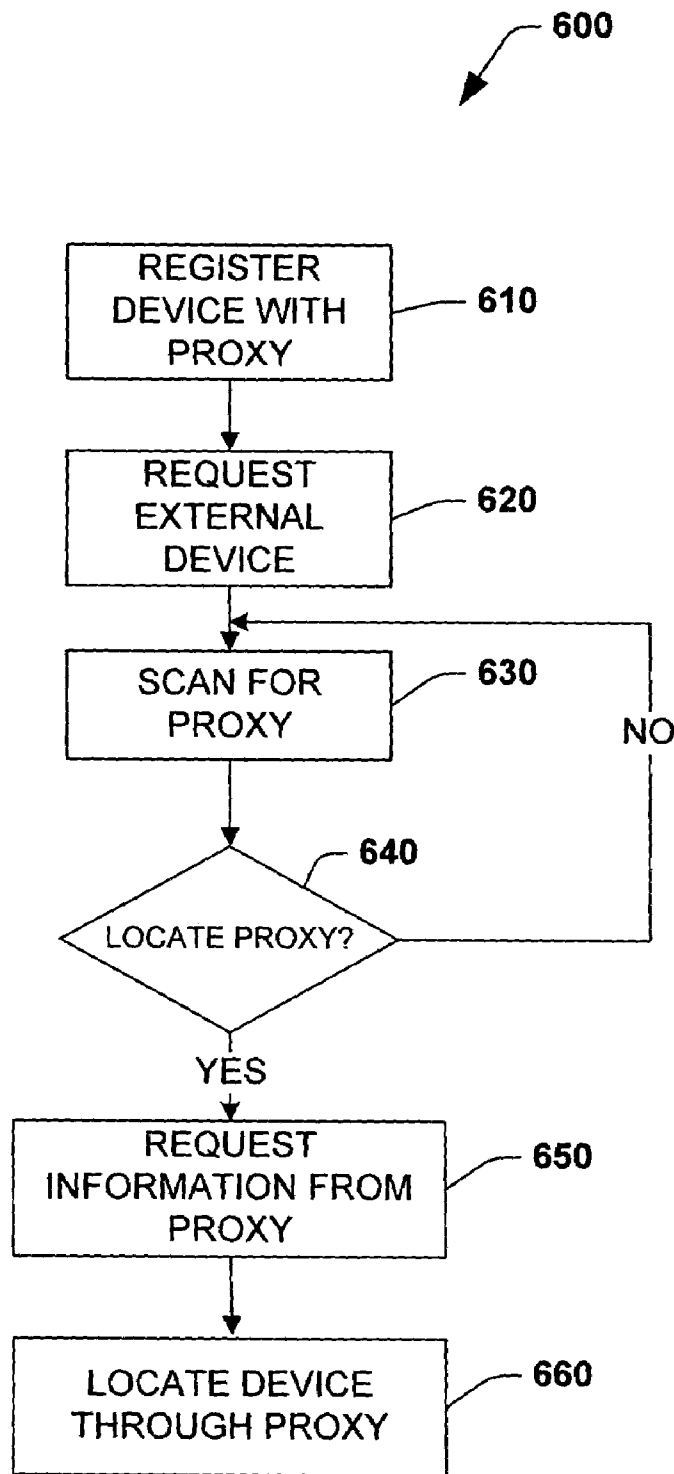 600
REGISTER
DEVICE WITH
PROXY
610
REQUEST
EXTERNAL
DEVICE
620
SCAN FOR
PROXY
630
NO
640
LOCATE PROXY?
YES
REQUEST
INFORMATION FROM
PROXY
650
LOCATE DEVICE
THROUGH PROXY
660